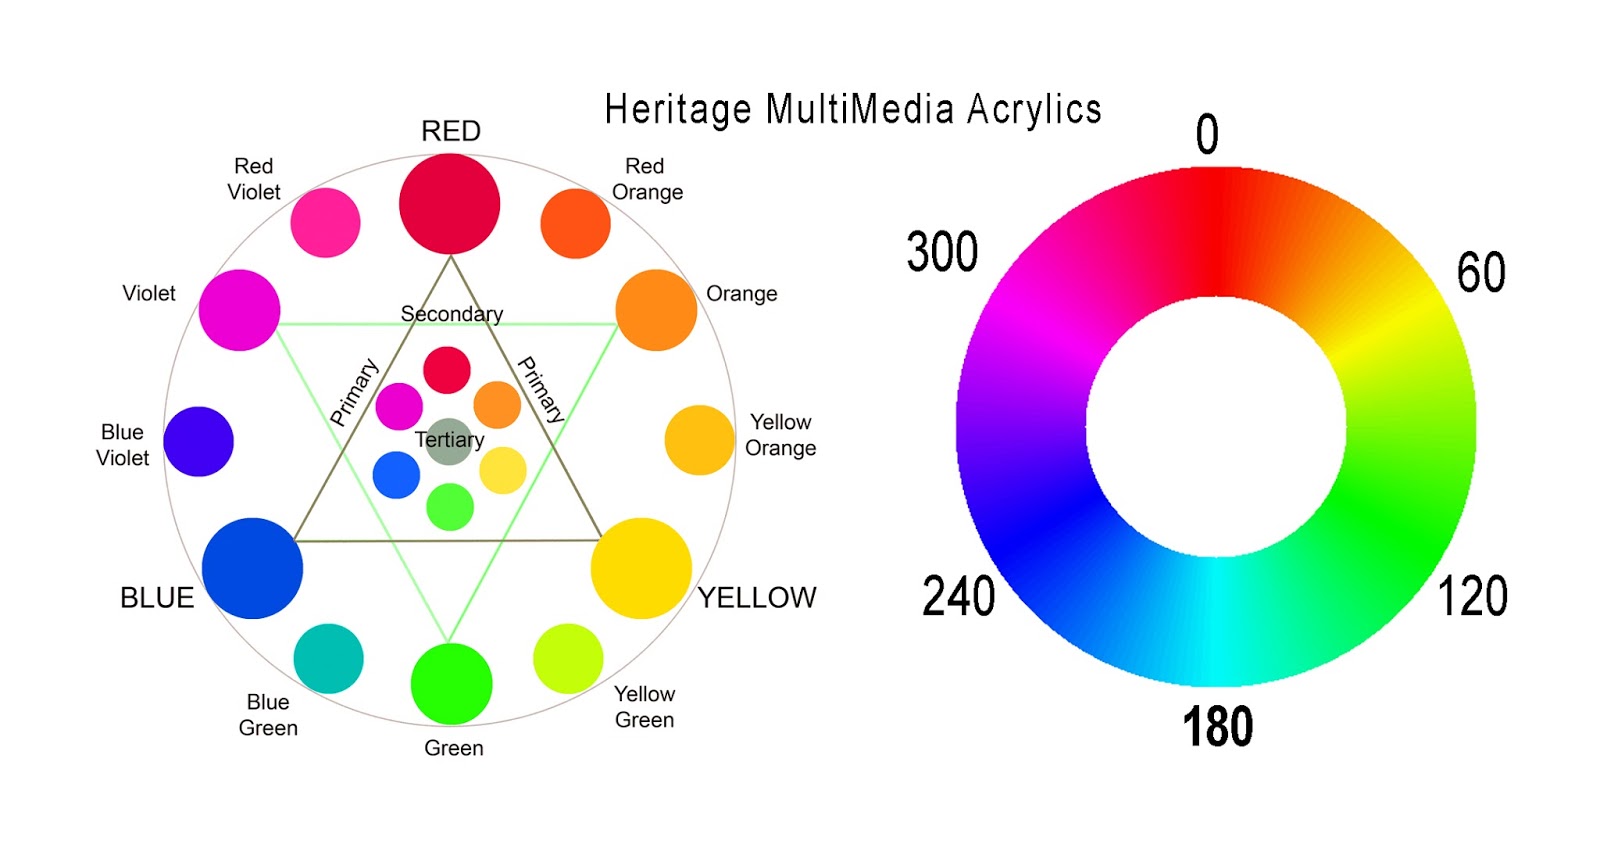 Heritage MultiMedia Acrylics
RED
Red
Violet
Red
Orange
Violet
Orange
Secondary
Primary
Primary
Tertiary
Blue
Violet
Yellow
Orange
BLUE
YELLOW
Blue
Green
Yellow
Green
Green
0
300
60
240
120
180